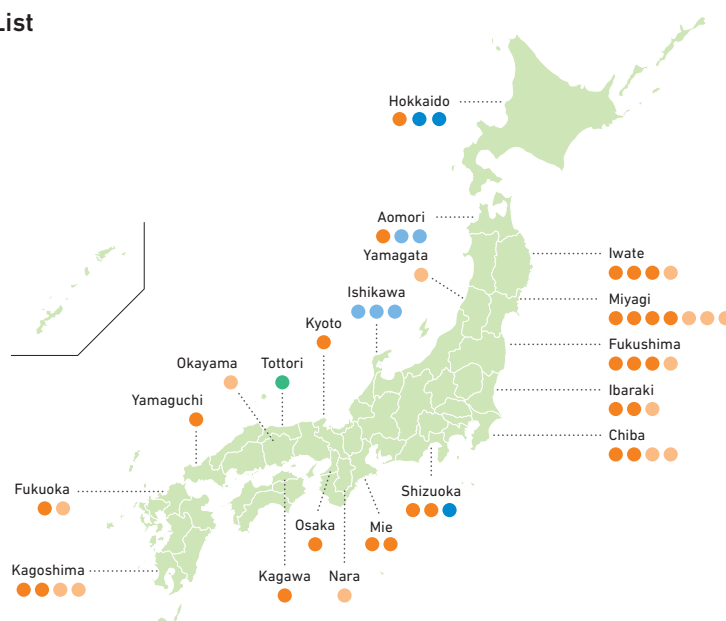 List
Hokkaido
Aomori
Yamagata
Ishikawa
Kyoto
Okayama
Tottori
Yamaguchi
Iwate
Miyagi
Fukushima
Ibaraki
Chiba
Fukuoka
Shizuoka
Osaka
Mie
Kagoshima
Kagawa
Nara